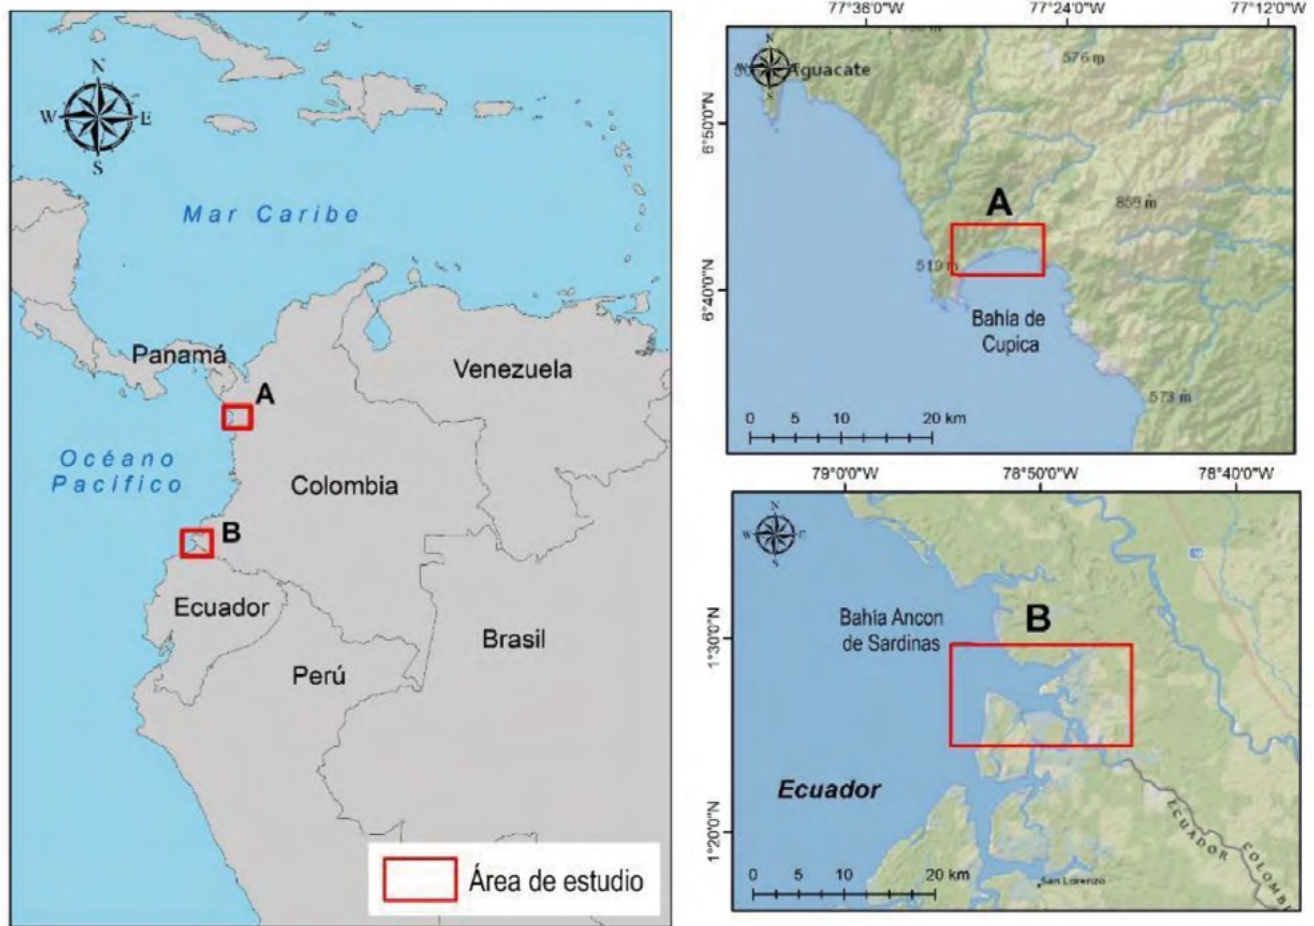 N
W E
S
Mar Caribe
Panamá
Venezuela
A
Océano
Pacífico
Colombia
B
Ecuador
Brasil
Perú
Área de estudio
77°36'0"W 77°24'0"W 77°12'0"W
N
Aguacate
576 m
6°50'0"N
A
859 m
519 m
6°40'0"N
Bahía de
Cupica
573 m
0 5 10 20 km
79°0'0"W 78°50'0"W 78°40'0"W
N
W E
S
Bahía Ancon
de Sardinas
B
1°30'0"N
Ecuador
1°20'0"N
ECUADOR
COLOMBI
San Lorenzo
0 5 10 20 km